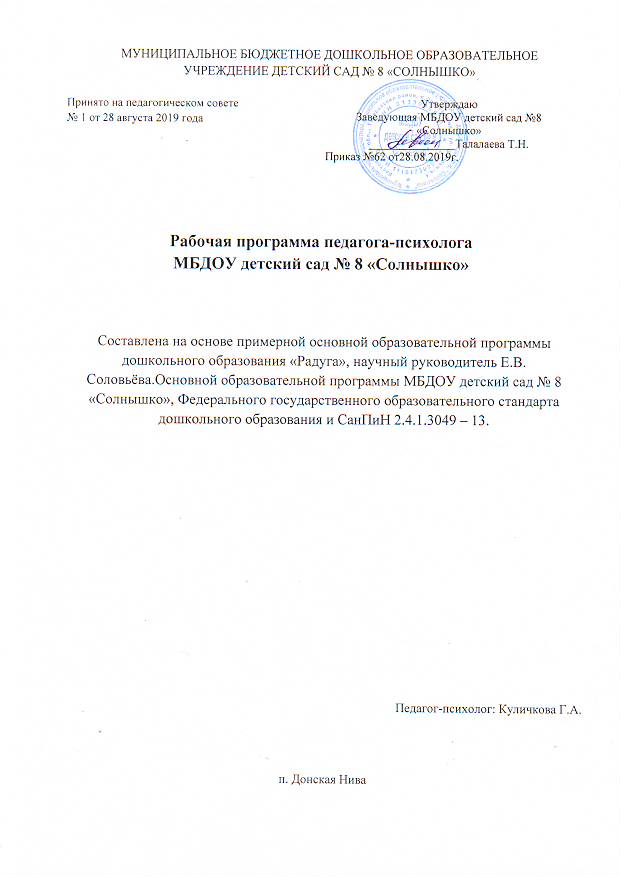 МУНИЦИПАЛЬНОЕ БЮДЖЕТНОЕ ДОШКОЛЬНОЕ ОБРАЗОВАТЕЛЬНОЕ
УЧРЕЖДЕНИЕ ДЕТСКИЙ САД № 8 «СОЛНЫШКО»
Принято на педагогическом совете
№ 1 от 28 августа 2019 года
Утверждаю
Заведующая МБДОУ детский сад №8
«Солнышко»
Талалаева Т.Н.
Приказ №62 от28.08.2019г.
Рабочая программа педагога-психолога
МБДОУ детский сад № 8 «Солнышко»
Составлена на основе примерной основной образовательной программы
дошкольного образования «Радуга», научный руководитель Е.В.
Соловьёва.Основной образовательной программы МБДОУ детский сад № 8
«Солнышко», Федерального государственного образовательного стандарта
дошкольного образования и СанПиН 2.4.1.3049 – 13.
Педагог-психолог: Куличкова Г.А.
п. Донская Нива